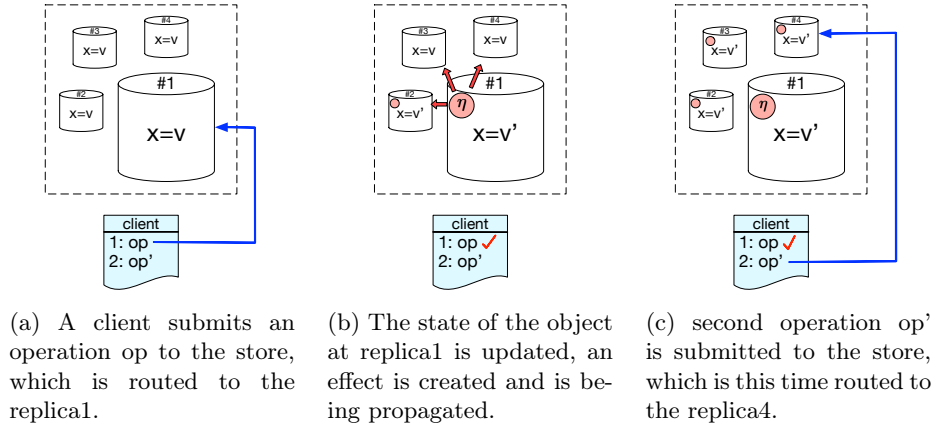 #3
x=v
#4
x=v
#2
x=v
#1
x=v
client
1: op
2: op'
(a) A client submits an
operation op to the store,
which is routed to the
replica1.
#3
x=v
#4
x=v
#2
x=v'
#1
η
x=v'
client
1: op ✓
2: op'
(b) The state of the object
at replica1 is updated, an
effect is created and is be-
ing propagated.
#3
x=v'
#4
x=v'
#2
x=v'
#1
η
x=v'
client
1: op ✓
2: op'
(c) second operation op'
is submitted to the store,
which is this time routed to
the replica4.